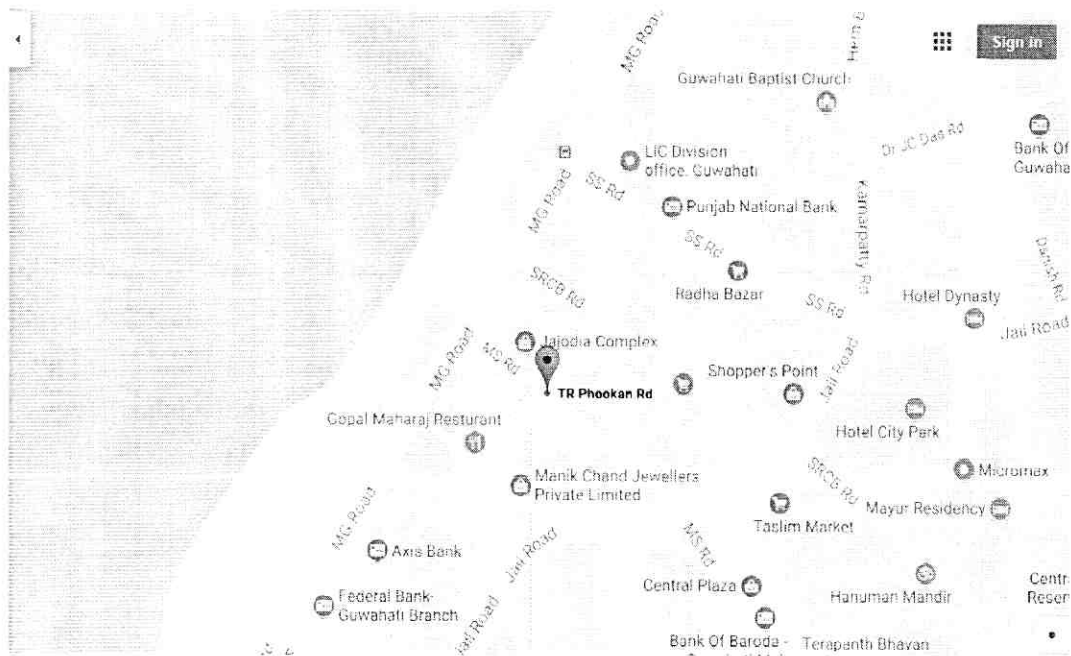 MG Road
Sign in
Guwahati Baptist Church
Dr JC Das Rd
Bank Of
Guwaha
LIC Division
office, Guwahati
SS Rd
MG Road
Punjab National Bank
Kamarpatty Rd
SS Rd
Danish Rd
SRCB Rd
Radha Bazar
SS Rd
Hotel Dynasty
Jail Road
Jajodia Complex
MG Road
MS Rd
Shopper's Point
Jail Road
TR Phookan Rd
Gopal Maharaj Resturant
Hotel City Park
Manik Chand Jewellers
Private Limited
SRCB Rd
Micromax
Mayur Residency
MG Road
Taslim Market
Axis Bank
Jail Road
MS Rd
Central Plaza
Hanuman Mandir
Centr
Reser
Federal Bank-
Guwahati Branch
Jail Road
Bank Of Baroda -
Terapanth Bhavan